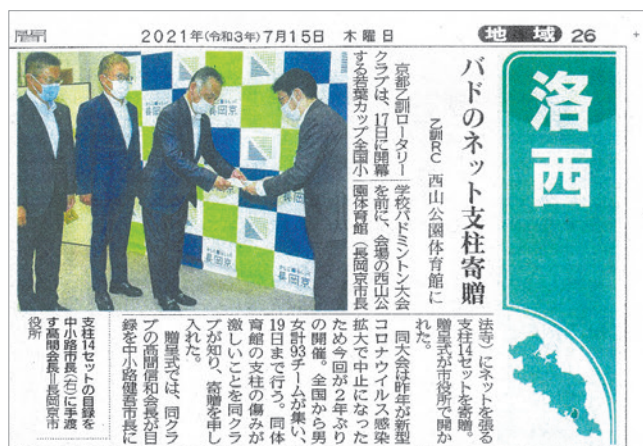 聞
2021年(令和3年)7月15日 木曜日
地域 26
洛西
バドのネット支柱寄贈
乙訓RC 西山公園体育館に
京都乙訓ロータリー
クラブは、17日に開幕
する若葉カップ全国小
学校バドミントン大会
を前に、会場の西山公
園体育館(長岡京市長
法寺)にネットを張る
支柱14セットを寄贈。
贈呈式が市役所で開か
れた。
同大会は昨年が新型
コロナウイルス感染
拡大で中止になった
ため今回が2年ぶり
の開催。全国から男
女計93チームが集い、
19日まで行う。同体
育館の支柱の傷みが
激しいことを同クラ
ブが知り、寄贈を申し
入れた。
贈呈式では、同クラ
ブの高間信和会長が目
録を中小路健吾市長に
支柱14セットの目録を
中小路市長(右)に手渡
す高間会長=長岡京市
役所
長岡京
長岡京
長岡京